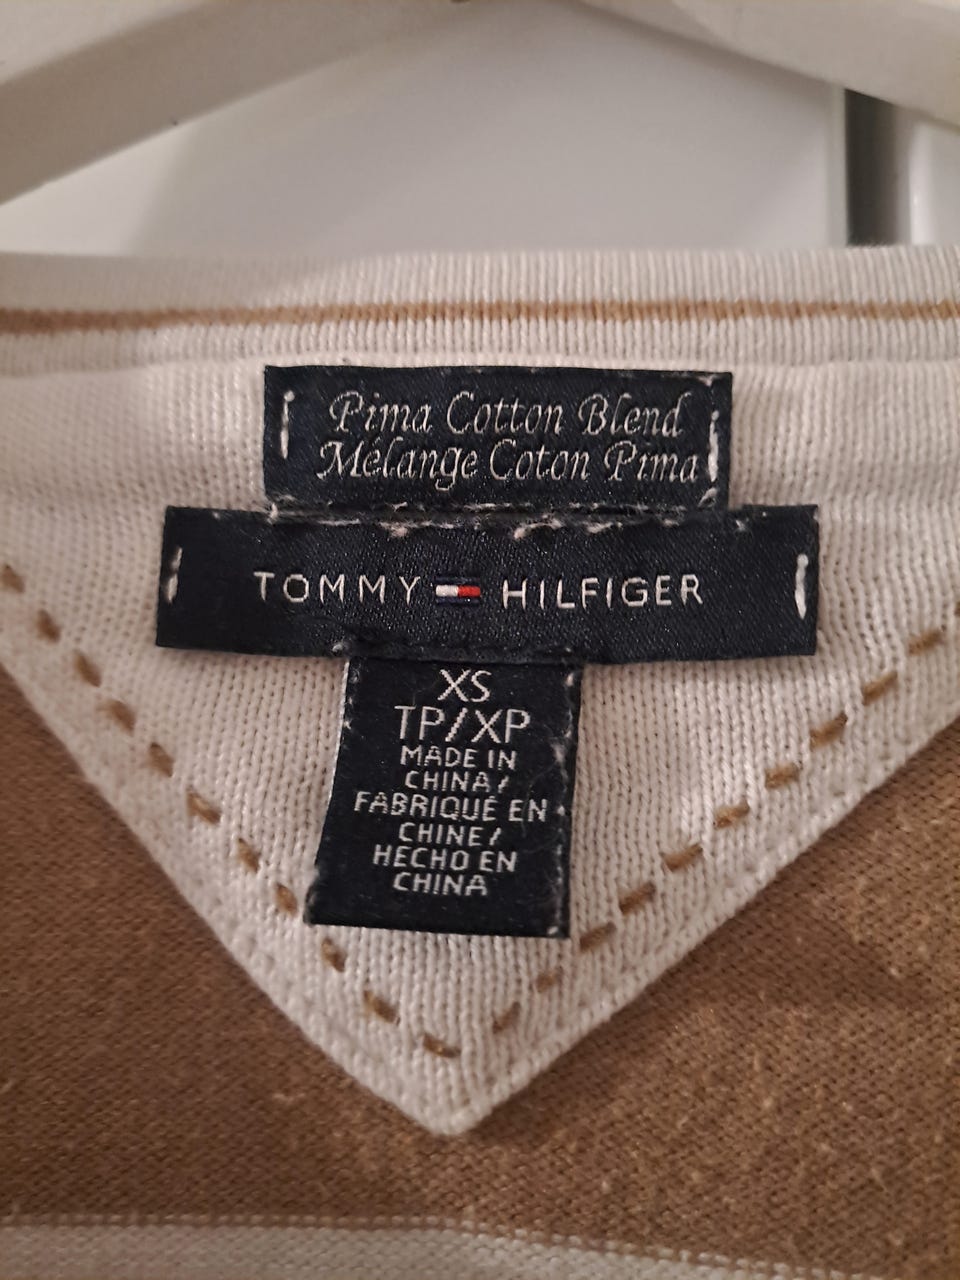 Pima Cotton Blend
Mélange Coton Pima
TOMMY HILFIGER
XS
TP/XP
MADE IN
CHINA/
FABRIQUÉ EN
CHINE/
HECHO EN
CHINA